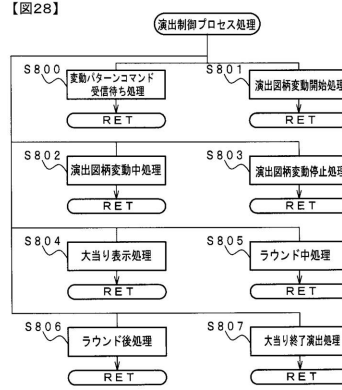 【図28】
演出制御プロセス処理
S800
変動パターンコマンド
受信待ち処理
RET
S801
演出図柄変動開始処理
RET
S802
演出図柄変動中処理
RET
S803
演出図柄変動停止処理
RET
S804
大当り表示処理
RET
S805
ラウンド中処理
RET
S806
ラウンド後処理
RET
S807
大当り終了演出処理
RET